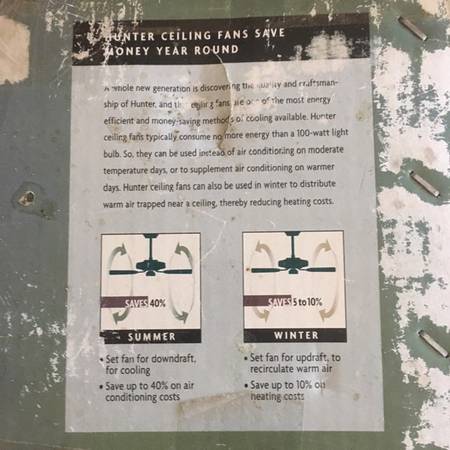 HUNTER CEILING FANS SAVE
MONEY YEAR ROUND
A whole new generation is discovering the quality and craftsman-
ship of Hunter, and the ceiling fans are one of the most energy
efficient and money-saving methods of cooling available. Hunter
ceiling fans typically consume no more energy than a 100-watt light
bulb. So, they can be used instead of air conditioning on moderate
temperature days, or to supplement air conditioning on warmer
days. Hunter ceiling fans can also be used in winter to distribute
warm air trapped near a ceiling, thereby reducing heating costs.
SAVES 40%
SUMMER
• Set fan for downdraft,
for cooling
• Save up to 40% on air
conditioning costs
SAVES 5 to 10%
WINTER
• Set fan for updraft, to
recirculate warm air
• Save up to 10% on
heating costs